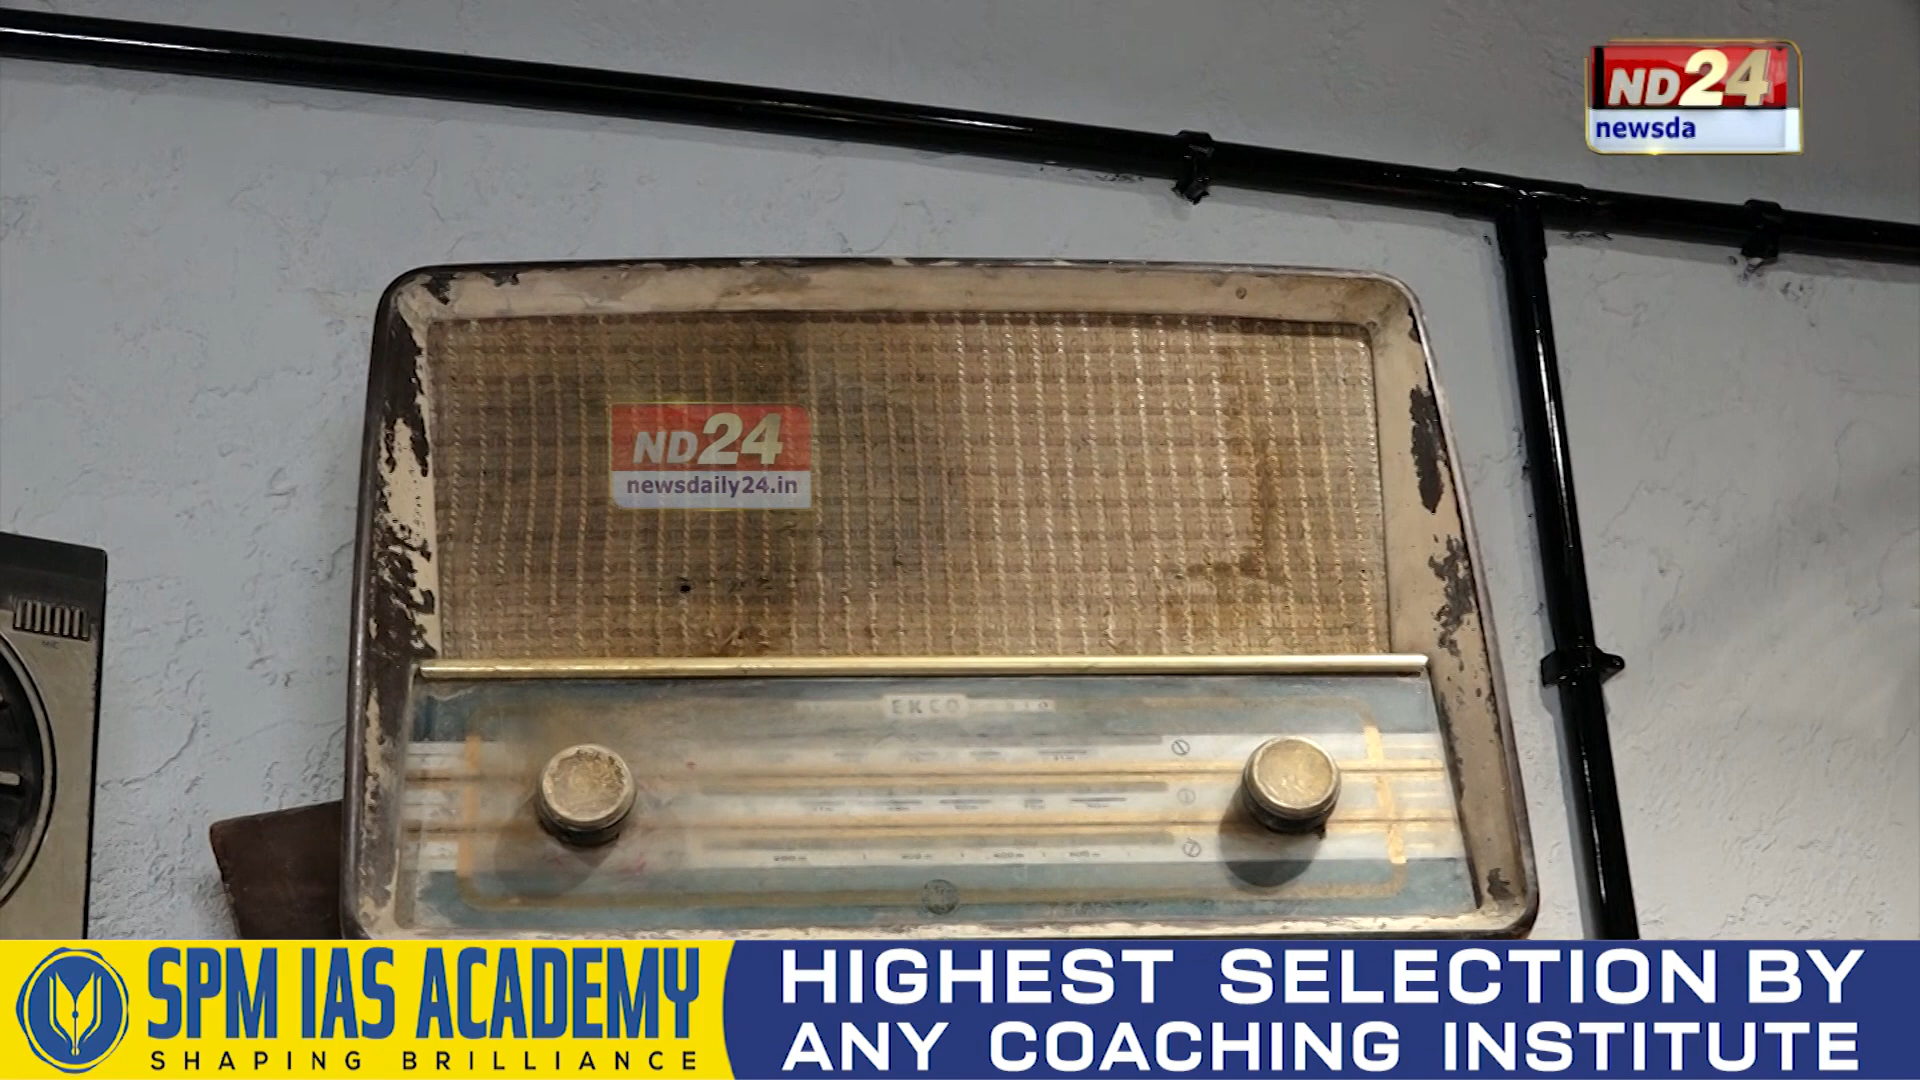 ND24
newsda
ND24
newsdaily24.in
EKCO
SPM IAS ACADEMY
SHAPING BRILLIANCE
HIGHEST SELECTION BY
ANY COACHING INSTITUTE